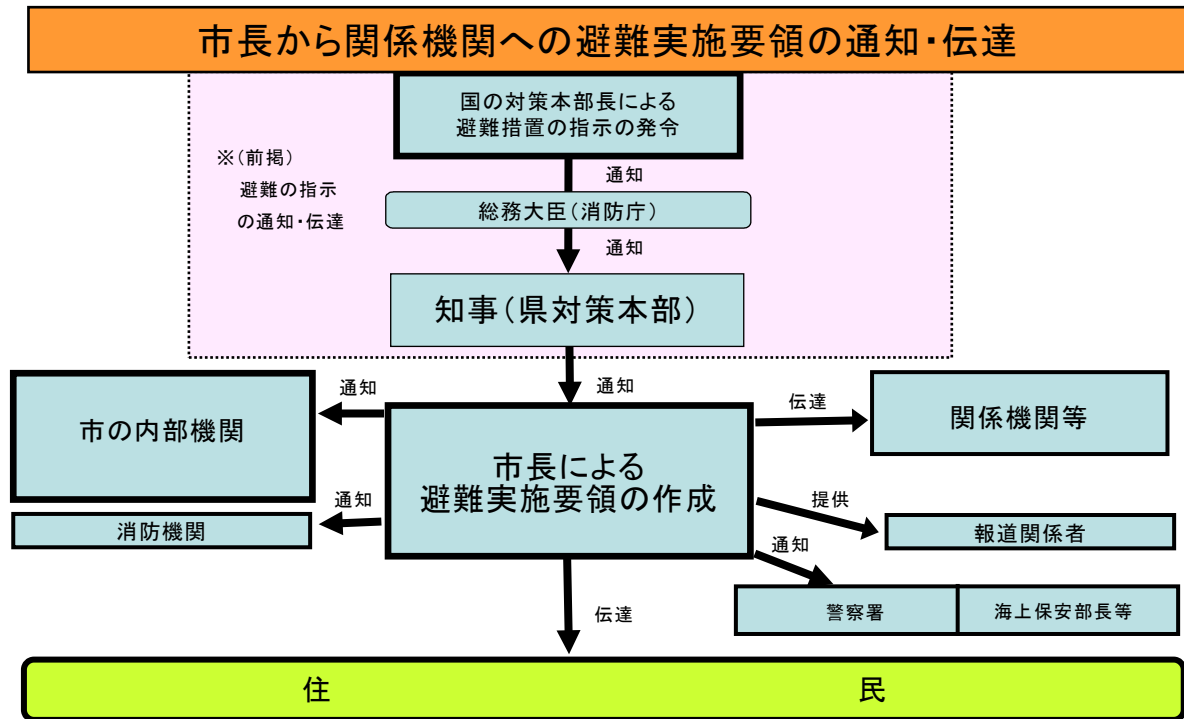 市長から関係機関への避難実施要領の通知・伝達
国の対策本部長による
避難措置の指示の発令
※(前掲)
避難の指示
の通知・伝達
通知
総務大臣(消防庁)
通知
知事(県対策本部)
通知
市の内部機関
通知
消防機関
通知
市長による
避難実施要領の作成
伝達
関係機関等
提供
報道関係者
通知
警察署
海上保安部長等
伝達
住 民